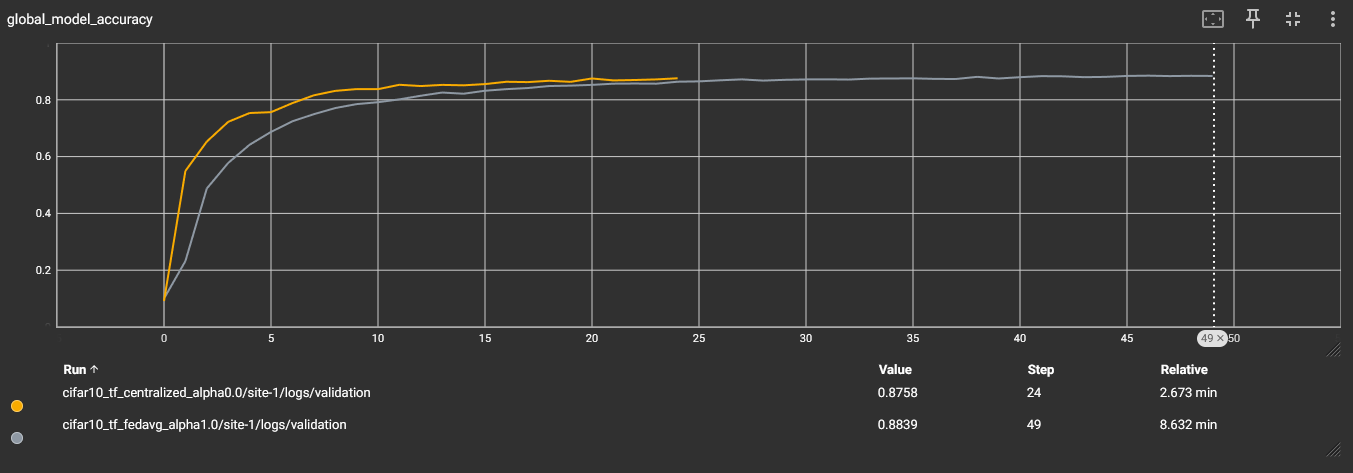 global_model_accuracy
0.8
0.6
0.4
0.2
0 5 10 15 20 25 30 35 40 45 49 × 50
Run ↑ Value Step Relative
cifar10_tf_centralized_alpha0.0/site-1/logs/validation 0.8758 24 2.673 min
cifar10_tf_fedavg_alpha1.0/site-1/logs/validation 0.8839 49 8.632 min